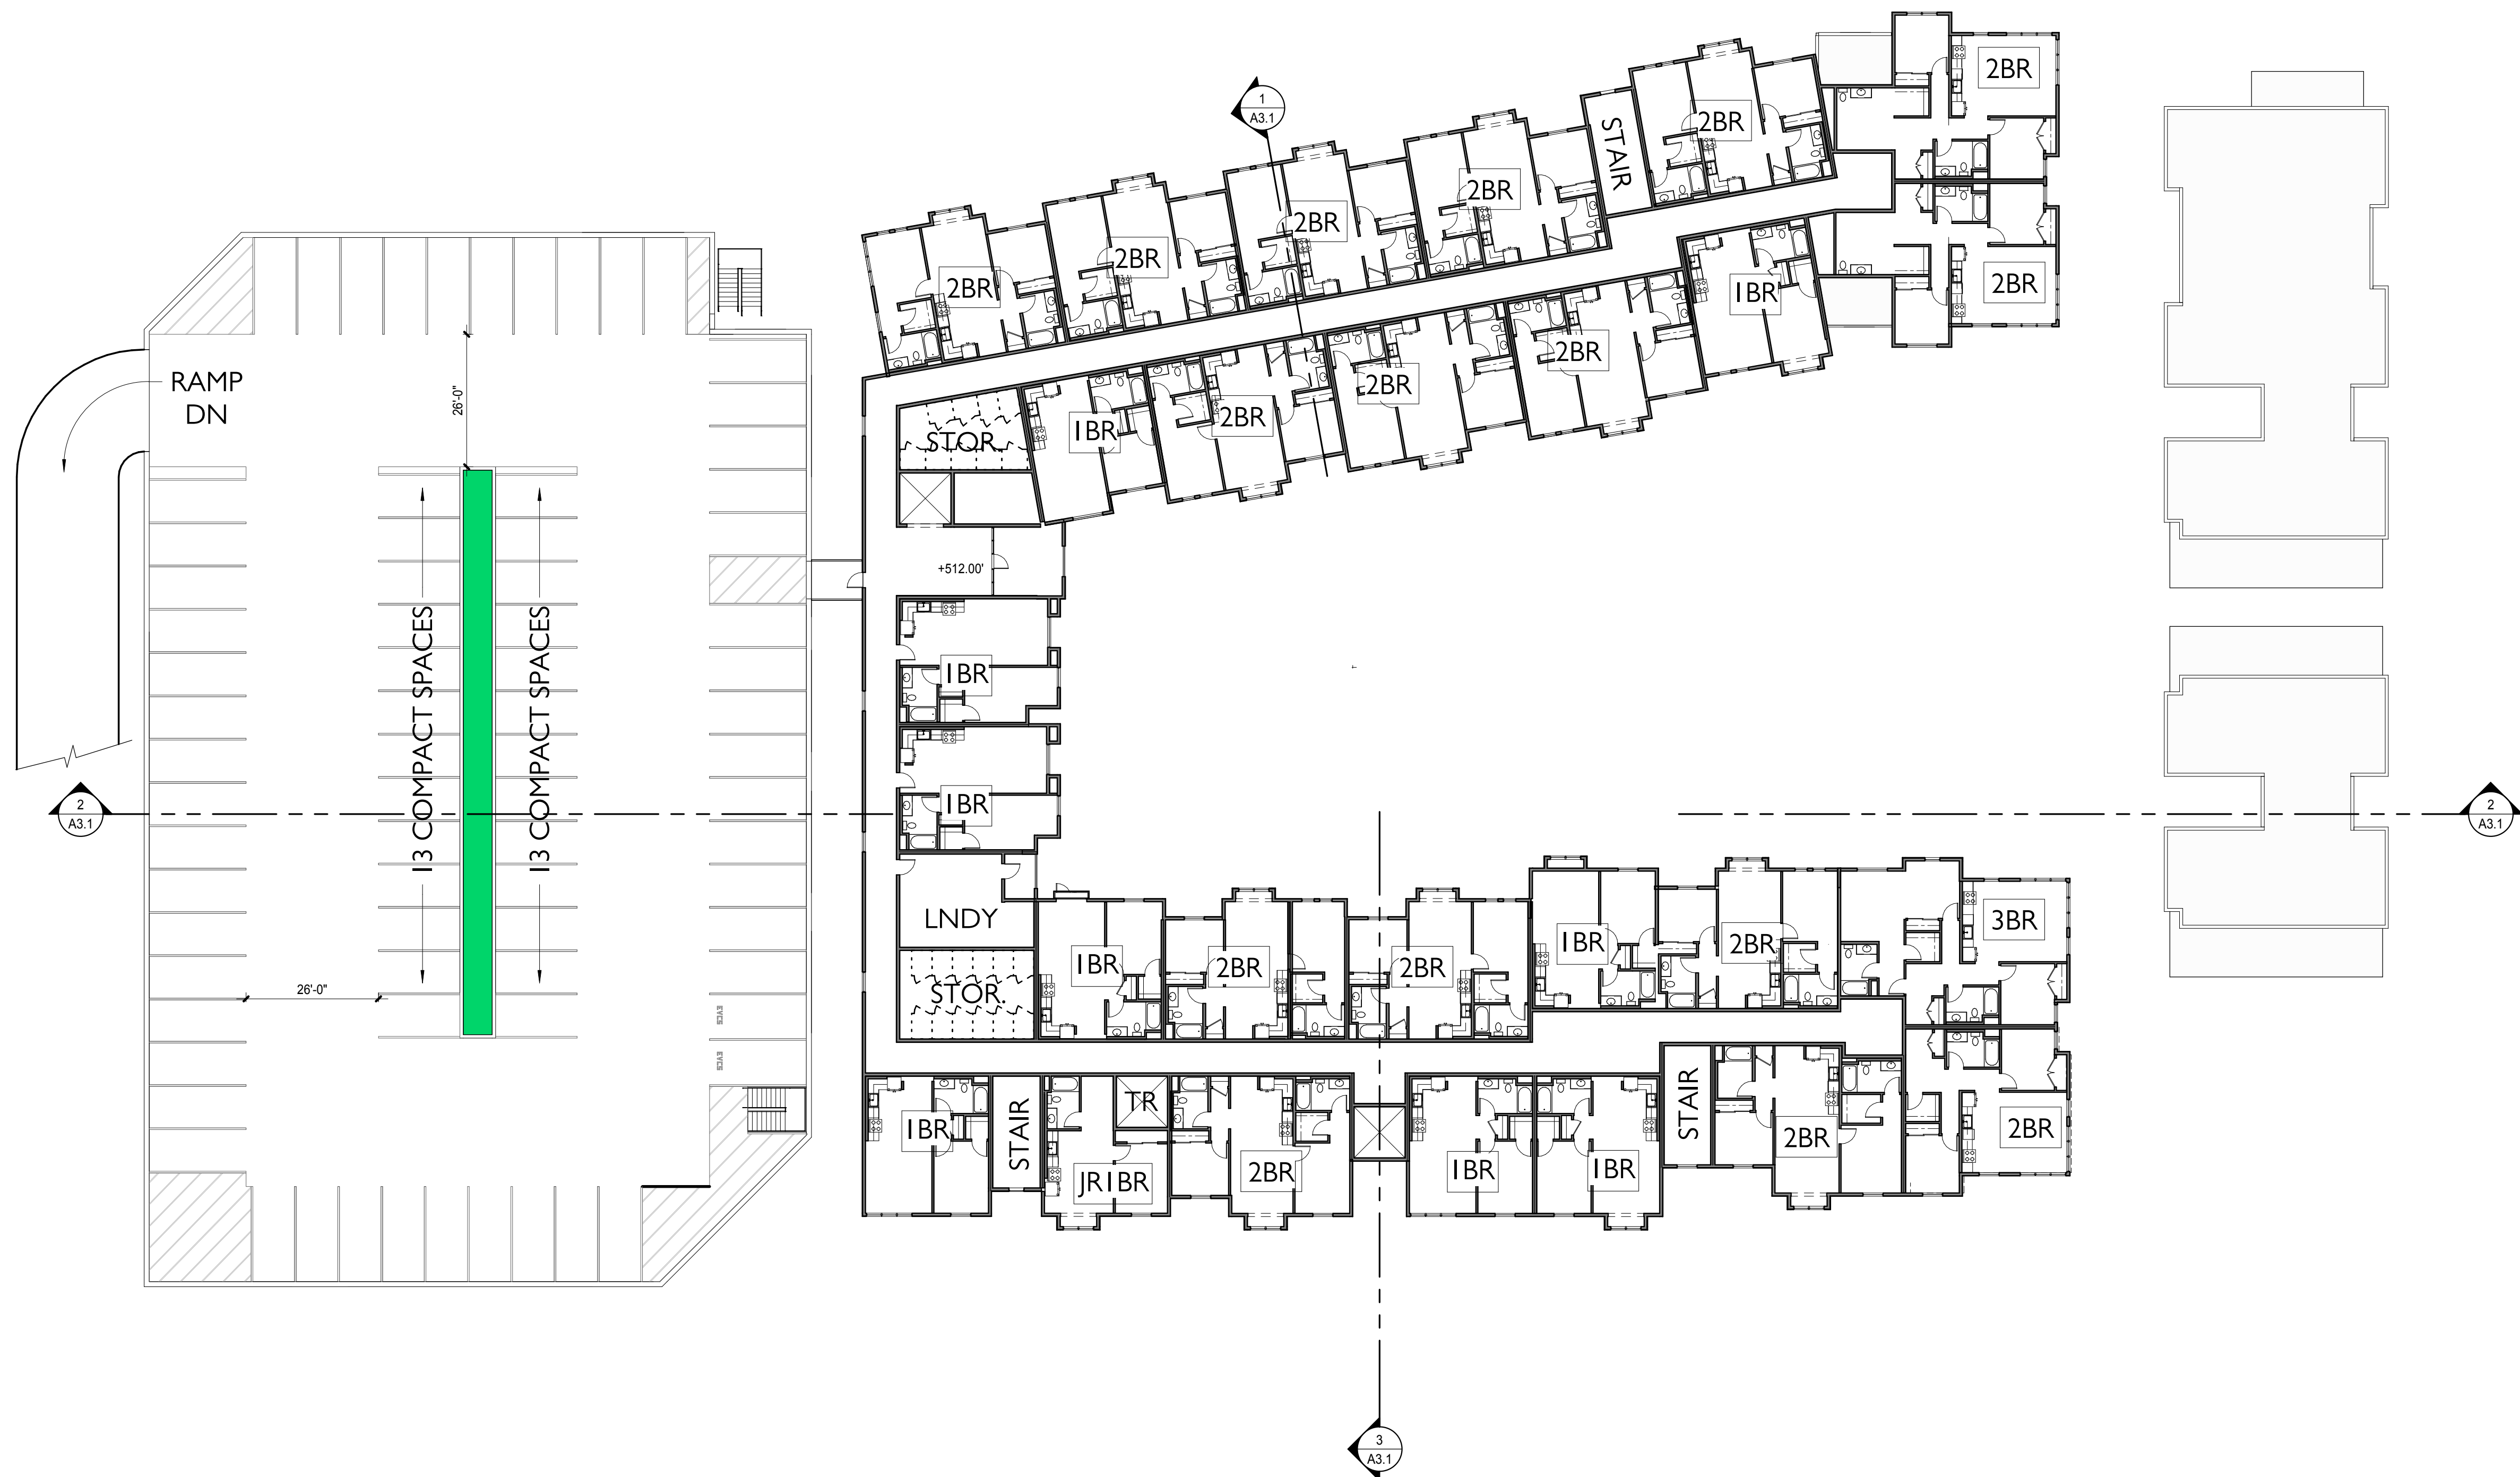 2BR
1
A3.1
2BR
STAIR
2BR
2BR
2BR
2BR
2BR
2BR
1BR
RAMP
DN
26'-0"
2BR
2BR
2BR
1BR
STOR.
+512.00'
13 COMPACT SPACES
13 COMPACT SPACES
1BR
1BR
2
A3.1
2
A3.1
LNDY
3BR
1BR
2BR
1BR
2BR
2BR
STOR.
26'-0"
EVCS
EVCS
TR
STAIR
STAIR
1BR
2BR
2BR
JR1BR
2BR
1BR
1BR
3
A3.1